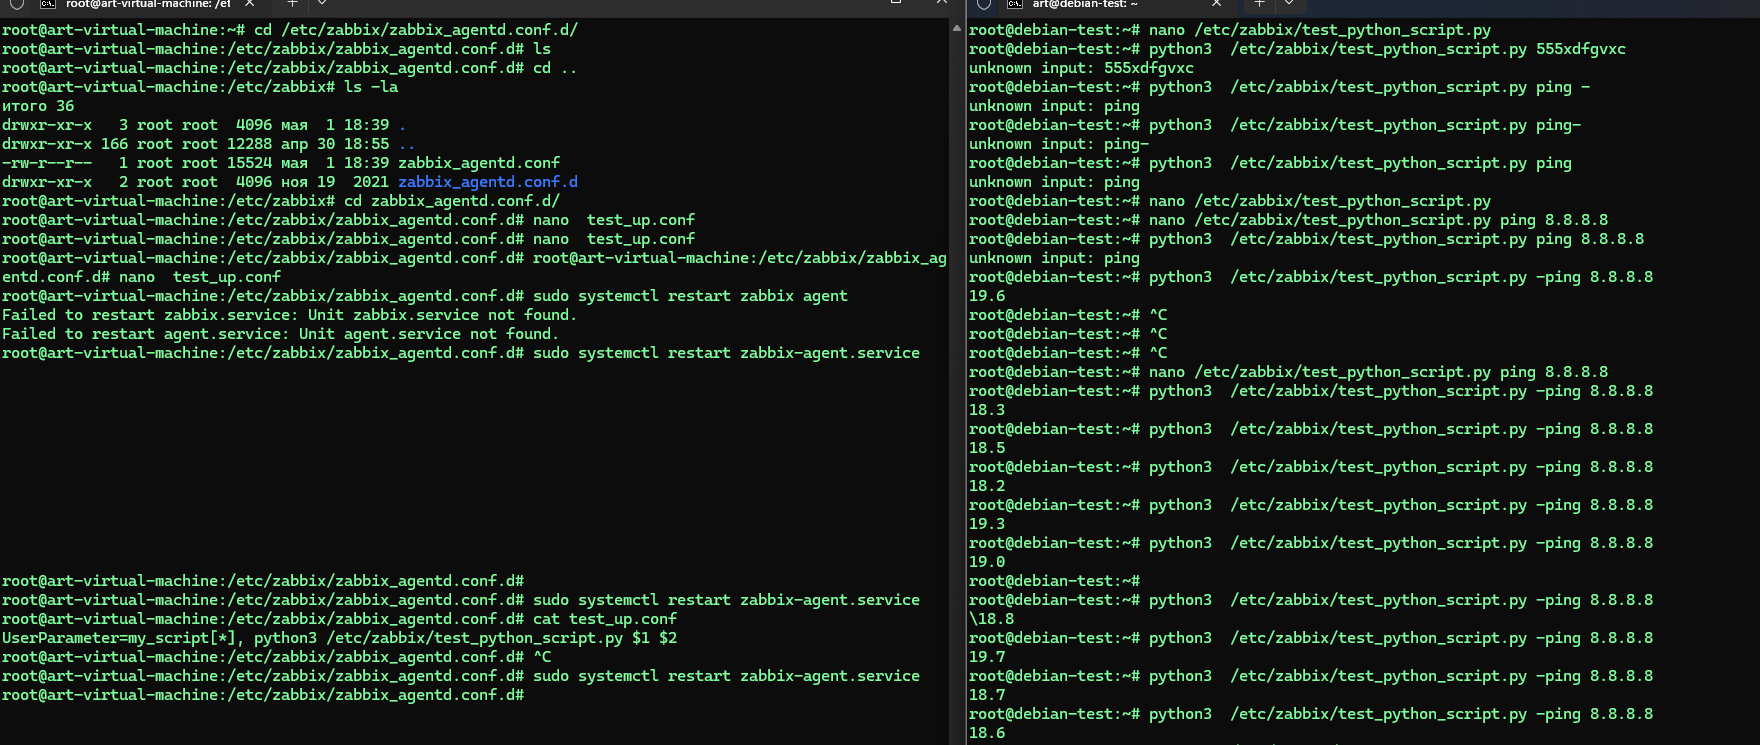 root@art-virtual-machine: /et
root@art-virtual-machine:~# cd /etc/zabbix/zabbix_agentd.conf.d/
root@art-virtual-machine:/etc/zabbix/zabbix_agentd.conf.d# ls
root@art-virtual-machine:/etc/zabbix/zabbix_agentd.conf.d# cd ..
root@art-virtual-machine:/etc/zabbix# ls -la
итого 36
drwxr-xr-x   3 root root  4096 мая  1 18:39 .
drwxr-xr-x 166 root root 12288 апр 30 18:55 ..
-rw-r--r--   1 root root 15524 мая  1 18:39 zabbix_agentd.conf
drwxr-xr-x   2 root root  4096 ноя 19  2021 zabbix_agentd.conf.d
root@art-virtual-machine:/etc/zabbix# cd zabbix_agentd.conf.d/
root@art-virtual-machine:/etc/zabbix/zabbix_agentd.conf.d# nano  test_up.conf
root@art-virtual-machine:/etc/zabbix/zabbix_agentd.conf.d# nano  test_up.conf
root@art-virtual-machine:/etc/zabbix/zabbix_agentd.conf.d# root@art-virtual-machine:/etc/zabbix/zabbix_ag
entd.conf.d# nano  test_up.conf
root@art-virtual-machine:/etc/zabbix/zabbix_agentd.conf.d# sudo systemctl restart zabbix agent
Failed to restart zabbix.service: Unit zabbix.service not found.
Failed to restart agent.service: Unit agent.service not found.
root@art-virtual-machine:/etc/zabbix/zabbix_agentd.conf.d# sudo systemctl restart zabbix-agent.service
root@art-virtual-machine:/etc/zabbix/zabbix_agentd.conf.d#
root@art-virtual-machine:/etc/zabbix/zabbix_agentd.conf.d# sudo systemctl restart zabbix-agent.service
root@art-virtual-machine:/etc/zabbix/zabbix_agentd.conf.d# cat test_up.conf
UserParameter=my_script[*], python3 /etc/zabbix/test_python_script.py $1 $2
root@art-virtual-machine:/etc/zabbix/zabbix_agentd.conf.d# ^C
root@art-virtual-machine:/etc/zabbix/zabbix_agentd.conf.d# sudo systemctl restart zabbix-agent.service
root@art-virtual-machine:/etc/zabbix/zabbix_agentd.conf.d#
art@debian-test: ~
root@debian-test:~# nano /etc/zabbix/test_python_script.py
root@debian-test:~# python3  /etc/zabbix/test_python_script.py 555xdfgvxc
unknown input: 555xdfgvxc
root@debian-test:~# python3  /etc/zabbix/test_python_script.py ping -
unknown input: ping
root@debian-test:~# python3  /etc/zabbix/test_python_script.py ping-
unknown input: ping-
root@debian-test:~# python3  /etc/zabbix/test_python_script.py ping
unknown input: ping
root@debian-test:~# nano /etc/zabbix/test_python_script.py
root@debian-test:~# nano /etc/zabbix/test_python_script.py ping 8.8.8.8
root@debian-test:~# python3  /etc/zabbix/test_python_script.py ping 8.8.8.8
unknown input: ping
root@debian-test:~# python3  /etc/zabbix/test_python_script.py -ping 8.8.8.8
19.6
root@debian-test:~# ^C
root@debian-test:~# ^C
root@debian-test:~# ^C
root@debian-test:~# nano /etc/zabbix/test_python_script.py ping 8.8.8.8
root@debian-test:~# python3  /etc/zabbix/test_python_script.py -ping 8.8.8.8
18.3
root@debian-test:~# python3  /etc/zabbix/test_python_script.py -ping 8.8.8.8
18.5
root@debian-test:~# python3  /etc/zabbix/test_python_script.py -ping 8.8.8.8
18.2
root@debian-test:~# python3  /etc/zabbix/test_python_script.py -ping 8.8.8.8
19.3
root@debian-test:~# python3  /etc/zabbix/test_python_script.py -ping 8.8.8.8
19.0
root@debian-test:~#
root@debian-test:~# python3  /etc/zabbix/test_python_script.py -ping 8.8.8.8
\18.8
root@debian-test:~# python3  /etc/zabbix/test_python_script.py -ping 8.8.8.8
19.7
root@debian-test:~# python3  /etc/zabbix/test_python_script.py -ping 8.8.8.8
18.7
root@debian-test:~# python3  /etc/zabbix/test_python_script.py -ping 8.8.8.8
18.6